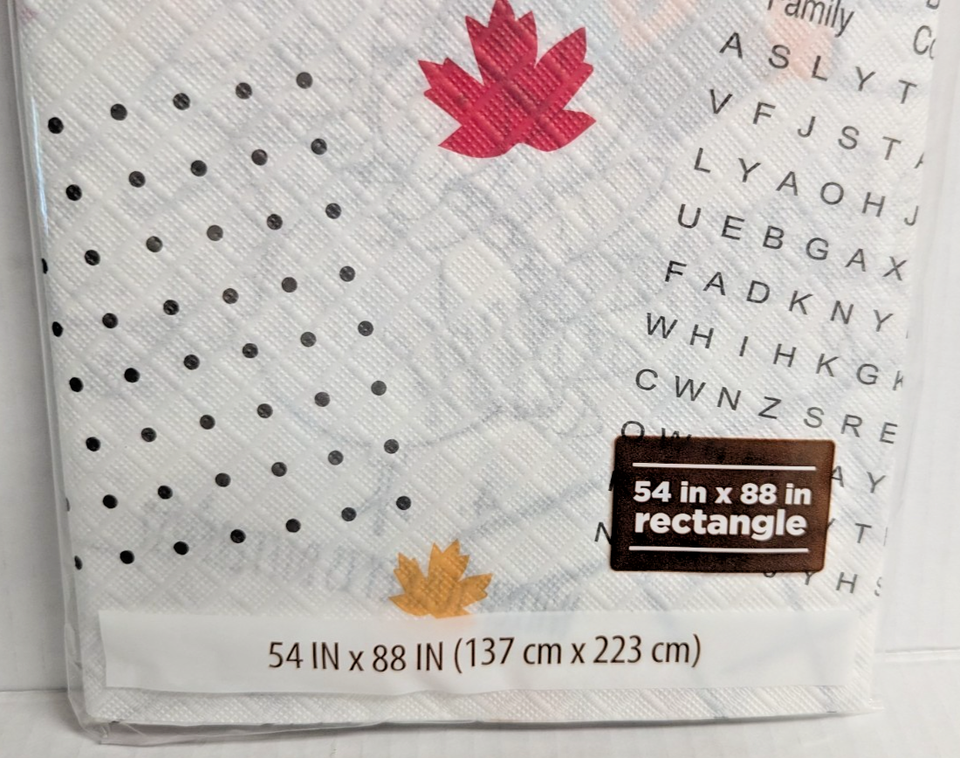 Family
A S L Y T
V F J S T
L Y A O H J
U E B G A X
F A D K N Y
W H I H K G K
C W N Z S R E
O W
A Y
54 in x 88 in
rectangle
N
Y T
Y H S
54 IN x 88 IN (137 cm x 223 cm)